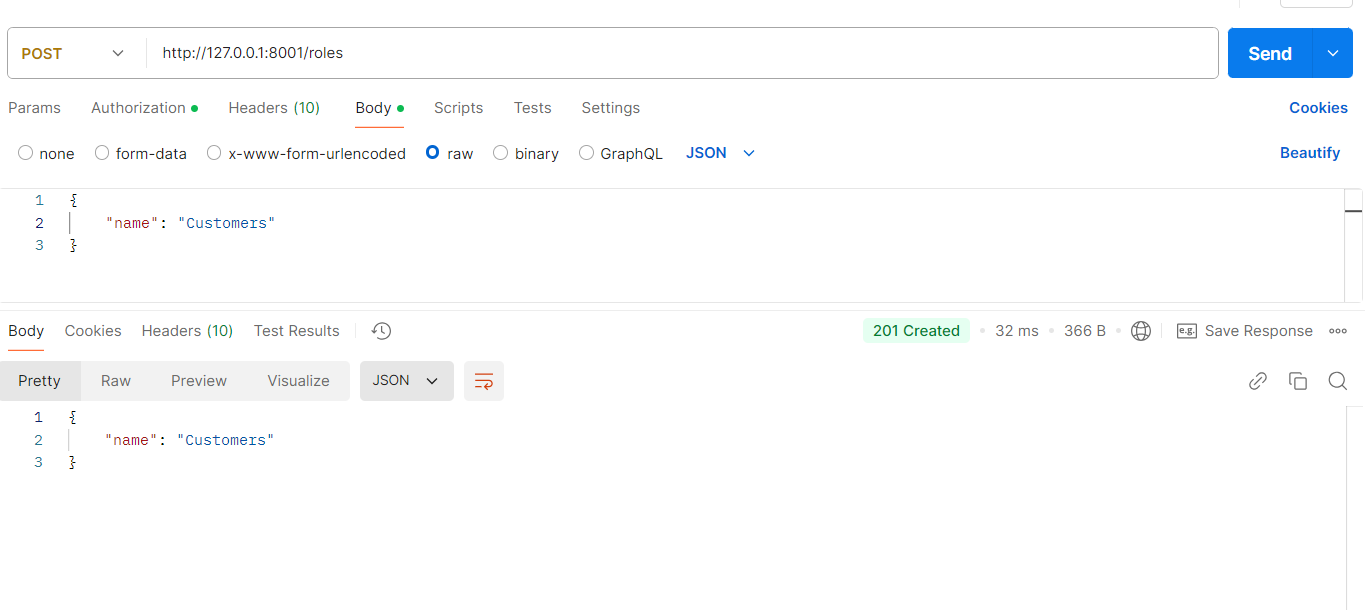 POST http://127.0.0.1:8001/roles Send
Params Authorization Headers (10) Body Scripts Tests Settings Cookies
none form-data x-www-form-urlencoded raw binary GraphQL JSON Beautify
1 {
2 "name": "Customers"
3 }
Body Cookies Headers (10) Test Results 201 Created 32 ms 366 B e.g. Save Response
Pretty Raw Preview Visualize JSON
1 {
2 "name": "Customers"
3 }